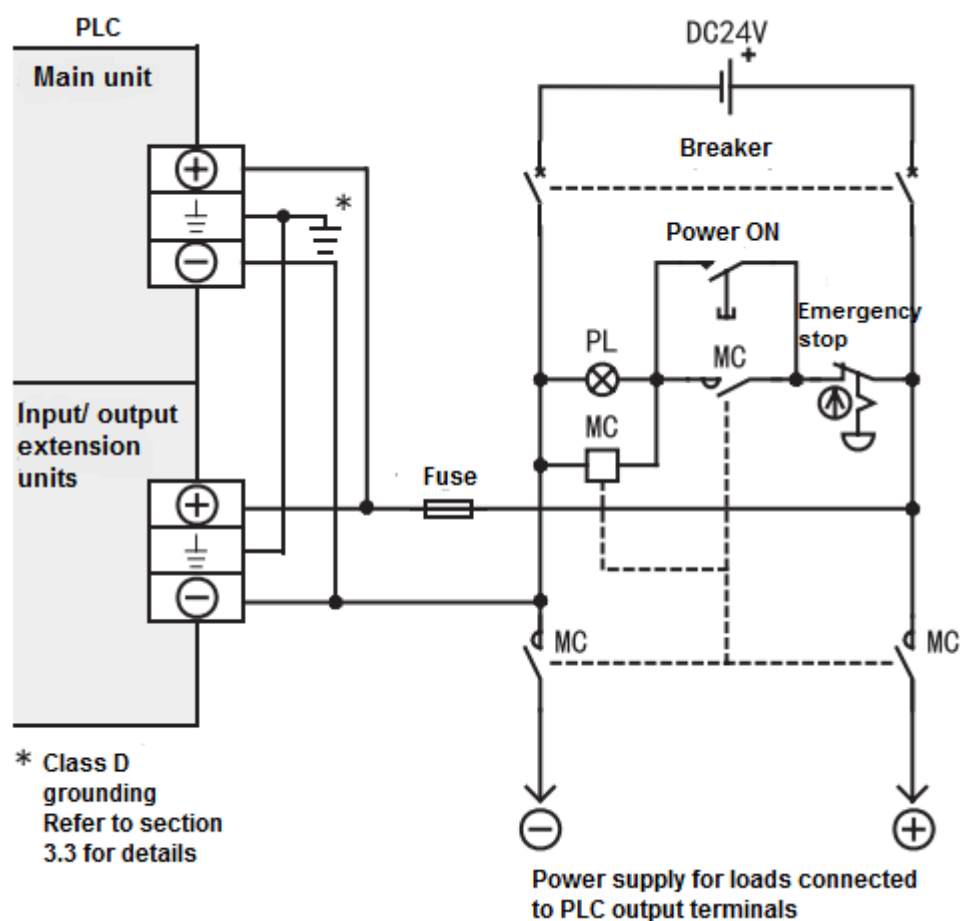 PLC
Main unit
DC24V
+
Breaker
+
*
−
Power ON
Emergency
stop
PL
MC
MC
Input/ output
extension
units
Fuse
+
−
MC
MC
* Class D
grounding
Refer to section
3.3 for details
−
+
Power supply for loads connected
to PLC output terminals